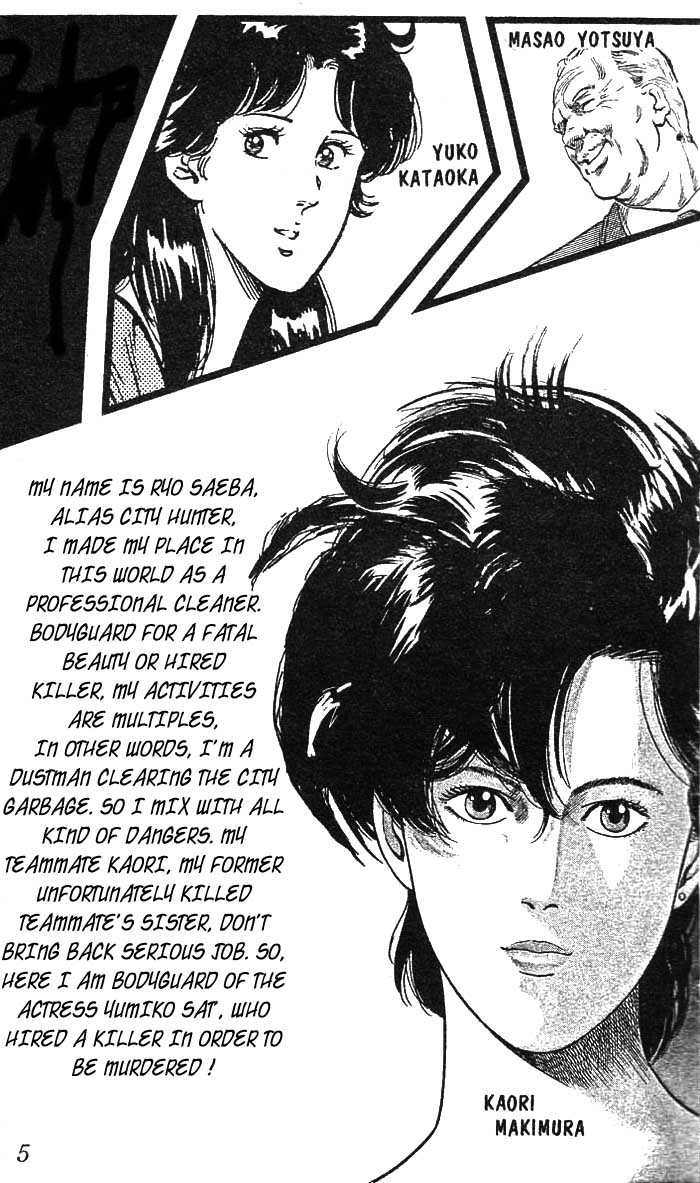 MASAO YOTSUYA
YUKO
KATAOKA
MY NAME IS RYO SAEBA,
ALIAS CITY HUNTER,
I MADE MY PLACE IN
THIS WORLD AS A
PROFESSIONAL CLEANER.
BODYGUARD FOR A FATAL
BEAUTY OR HIRED
KILLER, MY ACTIVITIES
ARE MULTIPLES,
IN OTHER WORDS, I'M A
DUSTMAN CLEARING THE CITY
GARBAGE. SO I MIX WITH ALL
KIND OF DANGERS. MY
TEAMMATE KAORI, MY FORMER
UNFORTUNATELY KILLED
TEAMMATE'S SISTER, DON'T
BRING BACK SERIOUS JOB. SO,
HERE I AM BODYGUARD OF THE
ACTRESS YUMIKO SAT', WHO
HIRED A KILLER IN ORDER TO
BE MURDERED !
KAORI
MAKIMURA
5